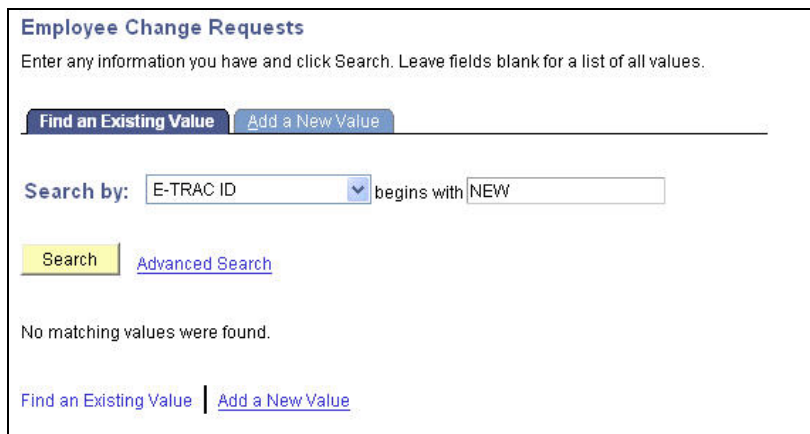 Employee Change Requests
Enter any information you have and click Search. Leave fields blank for a list of all values.
Find an Existing Value Add a New Value
Search by: E-TRAC ID begins with NEW
Search Advanced Search
No matching values were found.
Find an Existing Value | Add a New Value